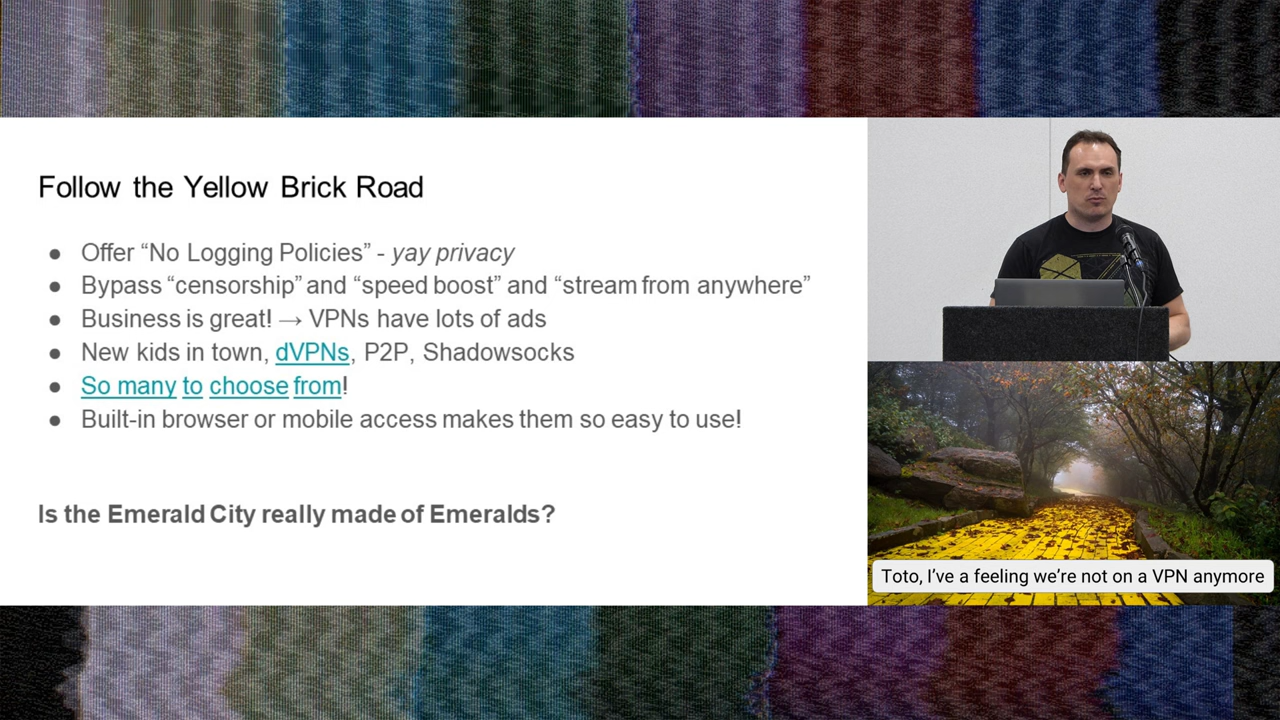 Follow the Yellow Brick Road
● Offer “No Logging Policies” - yay privacy
● Bypass “censorship” and “speed boost” and “stream from anywhere”
● Business is great! → VPNs have lots of ads
● New kids in town, dVPNs, P2P, Shadowsocks
● So many to choose from!
● Built-in browser or mobile access makes them so easy to use!
Is the Emerald City really made of Emeralds?
Toto, I’ve a feeling we’re not on a VPN anymore